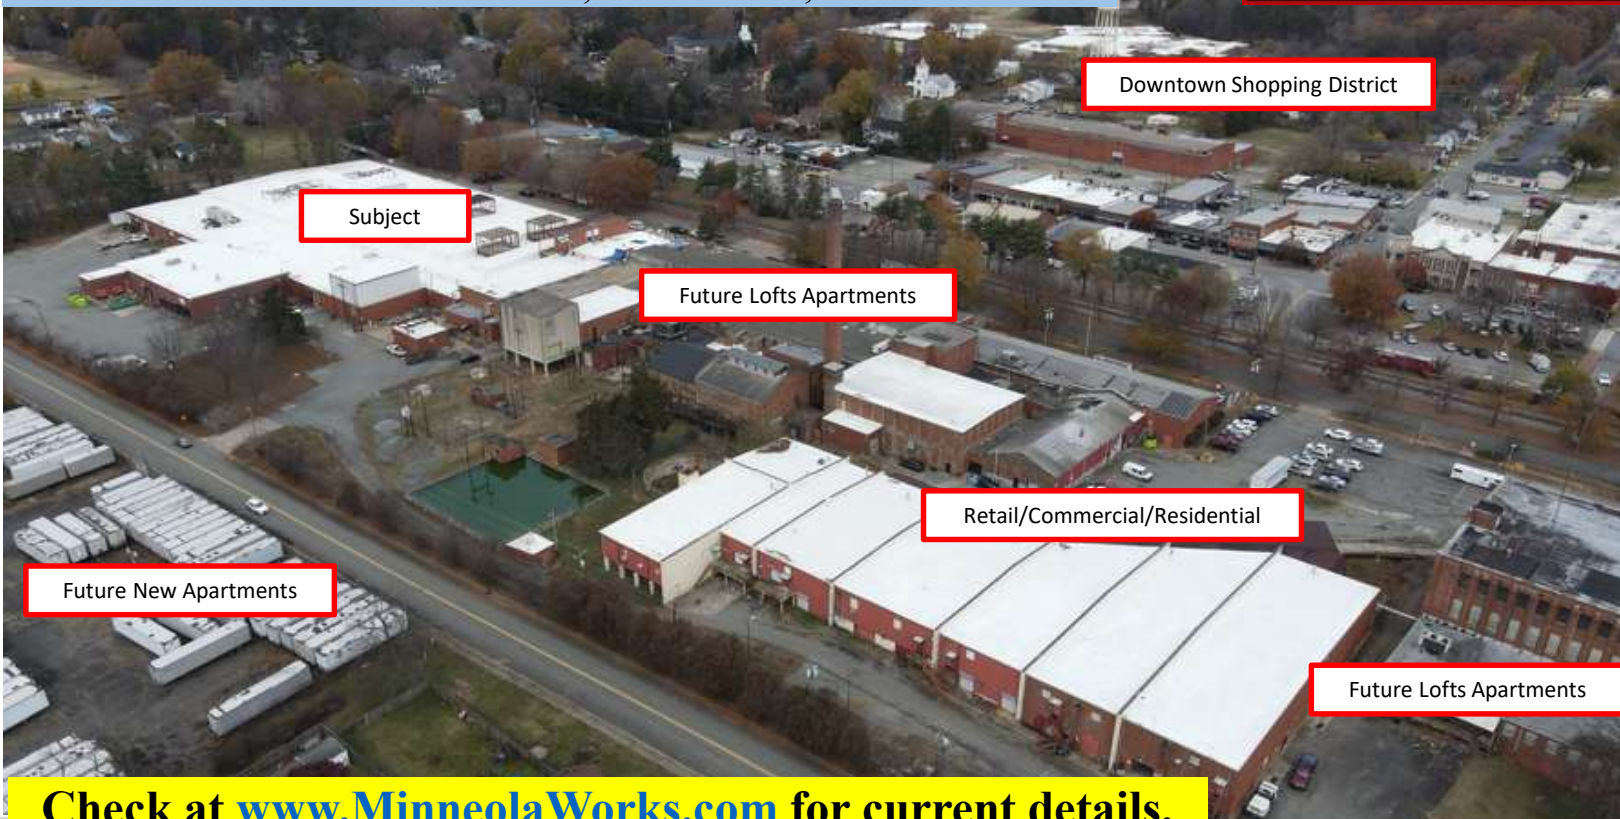 Downtown Shopping District
Subject
Future Lofts Apartments
Retail/Commercial/Residential
Future New Apartments
Future Lofts Apartments
Check at www.MinneolaWorks.com for current details.